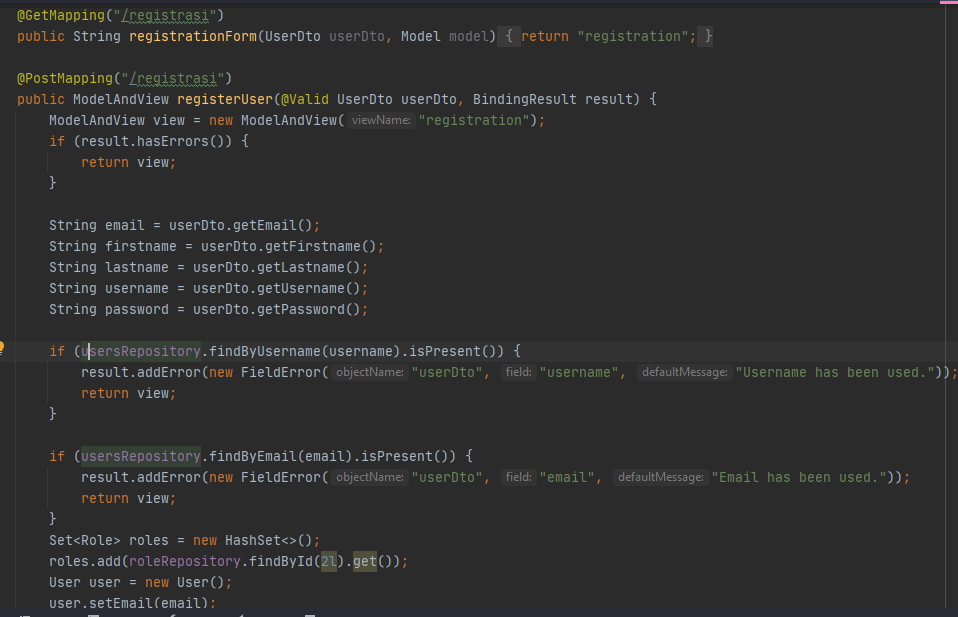 @GetMapping("/registrasi")
public String registrationForm(UserDto userDto, Model model) { return "registration"; }
@PostMapping("/registrasi")
public ModelAndView registerUser(@Valid UserDto userDto, BindingResult result) {
ModelAndView view = new ModelAndView( viewName: "registration");
if (result.hasErrors()) {
return view;
}
String email = userDto.getEmail();
String firstname = userDto.getFirstname();
String lastname = userDto.getLastname();
String username = userDto.getUsername();
String password = userDto.getPassword();
if (usersRepository.findByUsername(username).isPresent()) {
result.addError(new FieldError( objectName: "userDto", field: "username", defaultMessage: "Username has been used."));
return view;
}
if (usersRepository.findByEmail(email).isPresent()) {
result.addError(new FieldError( objectName: "userDto", field: "email", defaultMessage: "Email has been used."));
return view;
}
Set<Role> roles = new HashSet<>();
roles.add(roleRepository.findById(2l).get());
User user = new User();
user.setEmail(email);